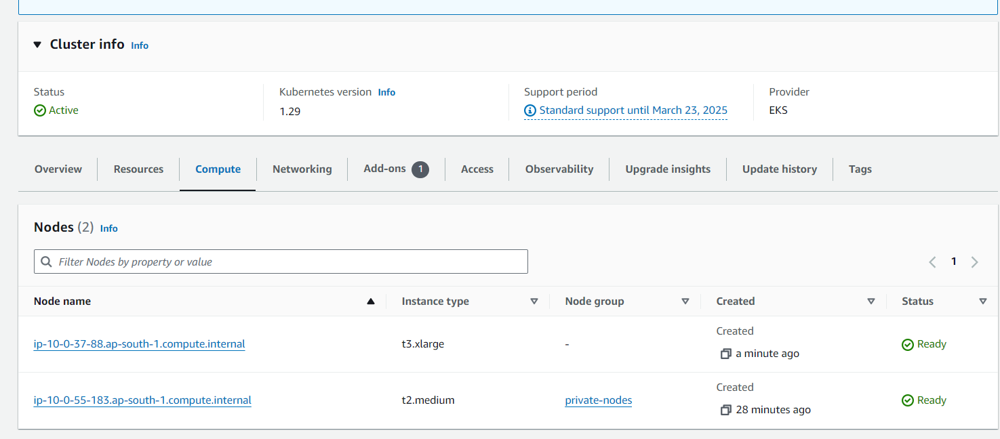 Cluster info Info
Status
Active
Kubernetes version Info
1.29
Support period
Standard support until March 23, 2025
Provider
EKS
Overview Resources Compute Networking Add-ons 1 Access Observability Upgrade insights Update history Tags
Nodes (2) Info
Filter Nodes by property or value
1
Node name Instance type Node group Created Status
ip-10-0-37-88.ap-south-1.compute.internal t3.xlarge - Created a minute ago Ready
ip-10-0-55-183.ap-south-1.compute.internal t2.medium private-nodes Created 28 minutes ago Ready